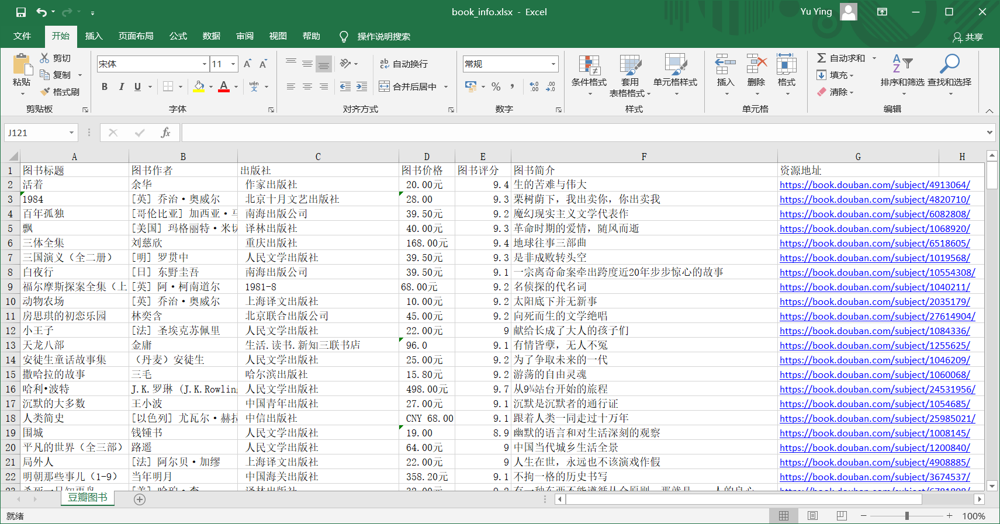 book_info.xlsx - Excel
Yu Ying
文件 开始 插入 页面布局 公式 数据 审阅 视图 帮助 操作说明搜索 共享
粘贴 剪切 复制 格式刷 剪贴板
宋体 11 B I U A wén 文 字体
自动换行 合并后居中 对齐方式
常规 % 数字
条件格式 套用表格格式 单元格样式 样式
插入 删除 格式 单元格
自动求和 填充 清除 排序和筛选 查找和选择 编辑
J121 fx
A B C D E F G H
1 图书标题 图书作者 出版社 图书价格 图书评分 图书简介 资源地址
2 活着 余华 作家出版社 20.00元 9.4 生的苦难与伟大 https://book.douban.com/subject/4913064/
3 1984 [英] 乔治·奥威尔 北京十月文艺出版社 28.00 9.3 栗树荫下，我出卖你，你出卖我 https://book.douban.com/subject/4820710/
4 百年孤独 [哥伦比亚] 加西亚·马 南海出版公司 39.50元 9.2 魔幻现实主义文学代表作 https://book.douban.com/subject/6082808/
5 飘 [美国] 玛格丽特·米切 译林出版社 40.00元 9.3 革命时期的爱情，随风而逝 https://book.douban.com/subject/1068920/
6 三体全集 刘慈欣 重庆出版社 168.00元 9.4 地球往事三部曲 https://book.douban.com/subject/6518605/
7 三国演义（全二册） [明] 罗贯中 人民文学出版社 39.50元 9.3 是非成败转头空 https://book.douban.com/subject/1019568/
8 白夜行 [日] 东野圭吾 南海出版公司 39.50元 9.1 一宗离奇命案牵出跨度近20年步步惊心的故事 https://book.douban.com/subject/10554308/
9 福尔摩斯探案全集（上 [英] 阿·柯南道尔 1981-8 68.00元 9.2 名侦探的代名词 https://book.douban.com/subject/1040211/
10 动物农场 [英] 乔治·奥威尔 上海译文出版社 10.00元 9.2 太阳底下并无新事 https://book.douban.com/subject/2035179/
11 房思琪的初恋乐园 林奕含 北京联合出版公司 45.00元 9.2 向死而生的文学绝唱 https://book.douban.com/subject/27614904/
12 小王子 [法] 圣埃克苏佩里 人民文学出版社 22.00元 9 献给长成了大人的孩子们 https://book.douban.com/subject/1084336/
13 天龙八部 金庸 生活.读书.新知三联书店 96.0 9.1 有情皆孽，无人不冤 https://book.douban.com/subject/1255625/
14 安徒生童话故事集 （丹麦）安徒生 人民文学出版社 25.00元 9.2 为了争取未来的一代 https://book.douban.com/subject/1046209/
15 撒哈拉的故事 三毛 哈尔滨出版社 15.80元 9.2 游荡的自由灵魂 https://book.douban.com/subject/1060068/
16 哈利•波特 J.K.罗琳 (J.K.Rowling 人民文学出版社 498.00元 9.7 从9¾站台开始的旅程 https://book.douban.com/subject/24531956/
17 沉默的大多数 王小波 中国青年出版社 27.00元 9.1 沉默是沉默者的通行证 https://book.douban.com/subject/1054685/
18 人类简史 [以色列] 尤瓦尔·赫拉 中信出版社 CNY 68.00 9.1 跟着人类一同走过十万年 https://book.douban.com/subject/25985021/
19 围城 钱锺书 人民文学出版社 19.00 8.9 幽默的语言和对生活深刻的观察 https://book.douban.com/subject/1008145/
20 平凡的世界（全三部） 路遥 人民文学出版社 64.00元 9 中国当代城乡生活全景 https://book.douban.com/subject/1200840/
21 局外人 [法] 阿尔贝·加缪 上海译文出版社 22.00元 9 人生在世，永远也不该演戏作假 https://book.douban.com/subject/4908885/
22 明朝那些事儿（1-9） 当年明月 中国海关出版社 358.20元 9.1 不拘一格的历史书写 https://book.douban.com/subject/3674537/
豆瓣图书
就绪 100%